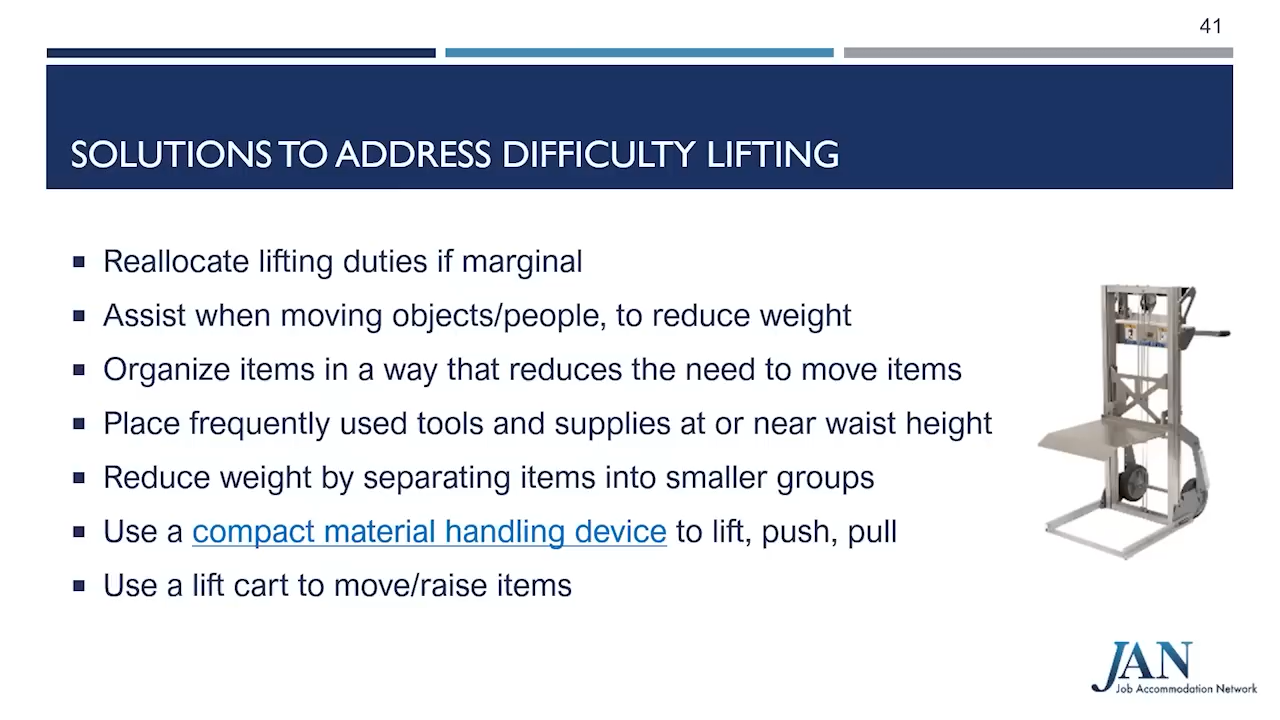 41
SOLUTIONS TO ADDRESS DIFFICULTY LIFTING
▪ Reallocate lifting duties if marginal
▪ Assist when moving objects/people, to reduce weight
▪ Organize items in a way that reduces the need to move items
▪ Place frequently used tools and supplies at or near waist height
▪ Reduce weight by separating items into smaller groups
▪ Use a compact material handling device to lift, push, pull
▪ Use a lift cart to move/raise items
JAN
Job Accommodation Network